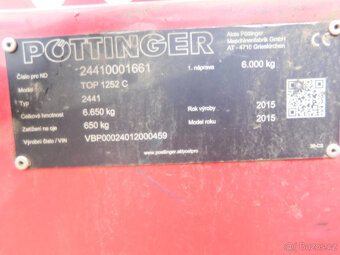 PÖTTINGER
Alois Pöttinger
Maschinenfabrik GmbH
AT - 4710 Grieskirchen
Číslo pro ND 24410001661 1. náprava 6.000 kg
Model TOP 1252 C
Typ 2441 Rok výroby 2015
Celková hmotnost 6.650 kg
Zatížení na oje 650 kg Model roku 2015
Výrobní číslo / VIN VBP00024012000459
www.poettinger.at/poetpro